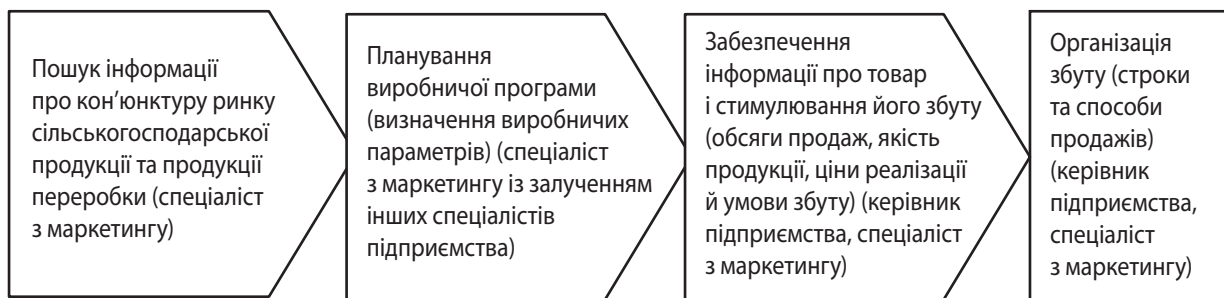 Пошук інформації
про кон’юнктуру ринку
сільськогосподарської
продукції та продукції
переробки (спеціаліст
з маркетингу)
Планування
виробничої програми
(визначення виробничих
параметрів) (спеціаліст
з маркетингу із залученням
інших спеціалістів
підприємства)
Забезпечення
інформації про товар
і стимулювання його збуту
(обсяги продаж, якість
продукції, ціни реалізації
й умови збуту) (керівник
підприємства, спеціаліст
з маркетингу)
Організація
збуту (строки
та способи
продажів)
(керівник
підприємства,
спеціаліст
з маркетингу)